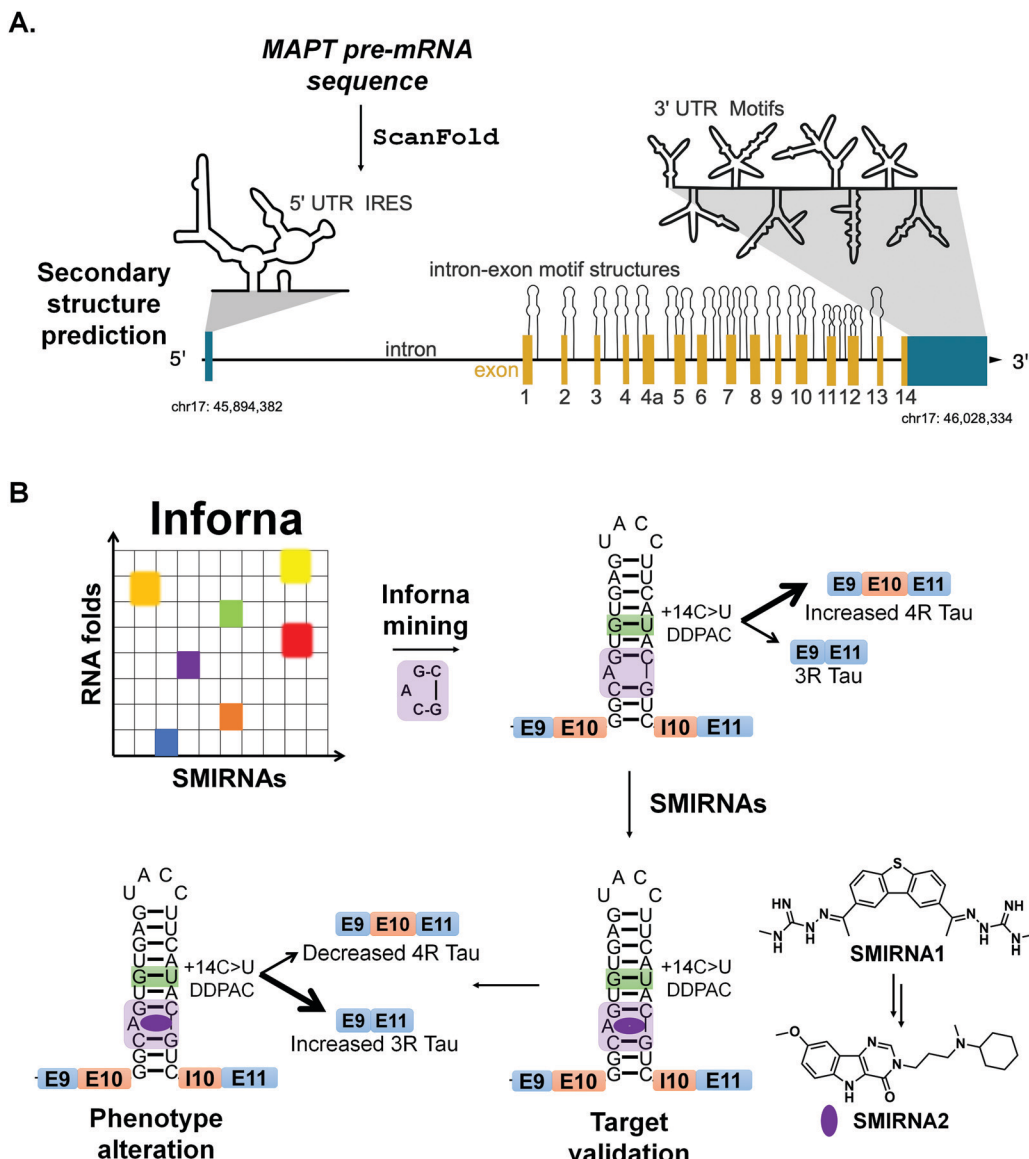 A.
MAPT pre-mRNA
sequence
ScanFold
3' UTR Motifs
5' UTR IRES
Secondary
structure
prediction
intron-exon motif structures
5'
intron
exon
3'
1 2 3 4 4a 5 6 7 8 9 10 11 12 13 14
chr17: 45,894,382
chr17: 46,028,334
B
Inforna
RNA folds
SMIRNAs
Inforna
mining
G-C
A
C-G
U A C C
G U
A U
G C
U A
G U
U A
G C
A
C G
G U
G C
+14C>U
DDPAC
E9 E10 E11
Increased 4R Tau
E9 E11
3R Tau
E9 E10 I10 E11
SMIRNAs
U A C C
G U
A U
G C
U A
G U
U A
G C
A
C G
G U
G C
+14C>U
DDPAC
E9 E10 E11
Decreased 4R Tau
E9 E11
Increased 3R Tau
E9 E10 I10 E11
Phenotype
alteration
U A C C
G U
A U
G C
U A
G U
U A
G C
A
C G
G U
G C
+14C>U
DDPAC
E9 E10 I10 E11
Target
validation
S
NH
N H
N H
N
N
N H
NH
N H
SMIRNA1
O
N
N
N
N H
O
SMIRNA2